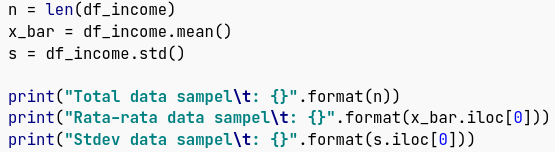 n = len(df_income)
x_bar = df_income.mean()
s = df_income.std()
print("Total data sampel\t: {}".format(n))
print("Rata-rata data sampel\t: {}".format(x_bar.iloc[0]))
print("Stdev data sampel\t: {}".format(s.iloc[0]))